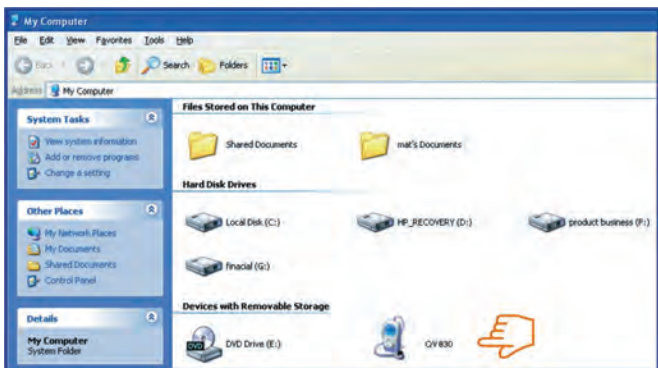 My Computer
File Edit View Favorites Tools Help
Back Search Folders
Address My Computer
System Tasks
View system information
Add or remove programs
Change a setting
Other Places
My Network Places
My Documents
Shared Documents
Control Panel
Details
My Computer
System Folder
Files Stored on This Computer
Shared Documents mat's Documents
Hard Disk Drives
Local Disk (C:) HP_RECOVERY (D:) product business (F:)
finacial (G:)
Devices with Removable Storage
DVD Drive (E:)